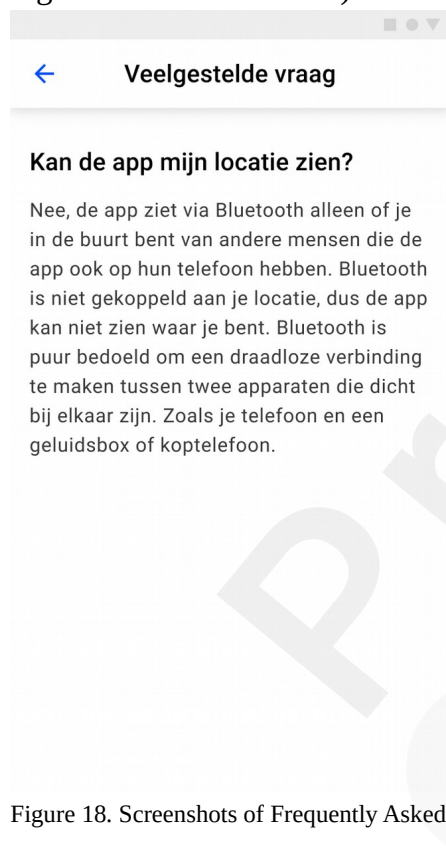 Veelgestelde vraag
Kan de app mijn locatie zien?
Nee, de app ziet via Bluetooth alleen of je
in de buurt bent van andere mensen die de
app ook op hun telefoon hebben. Bluetooth
is niet gekoppeld aan je locatie, dus de app
kan niet zien waar je bent. Bluetooth is
puur bedoeld om een draadloze verbinding
te maken tussen twee apparaten die dicht
bij elkaar zijn. Zoals je telefoon en een
geluidsbox of koptelefoon.
Pr
Figure 18. Screenshots of Frequently Asked